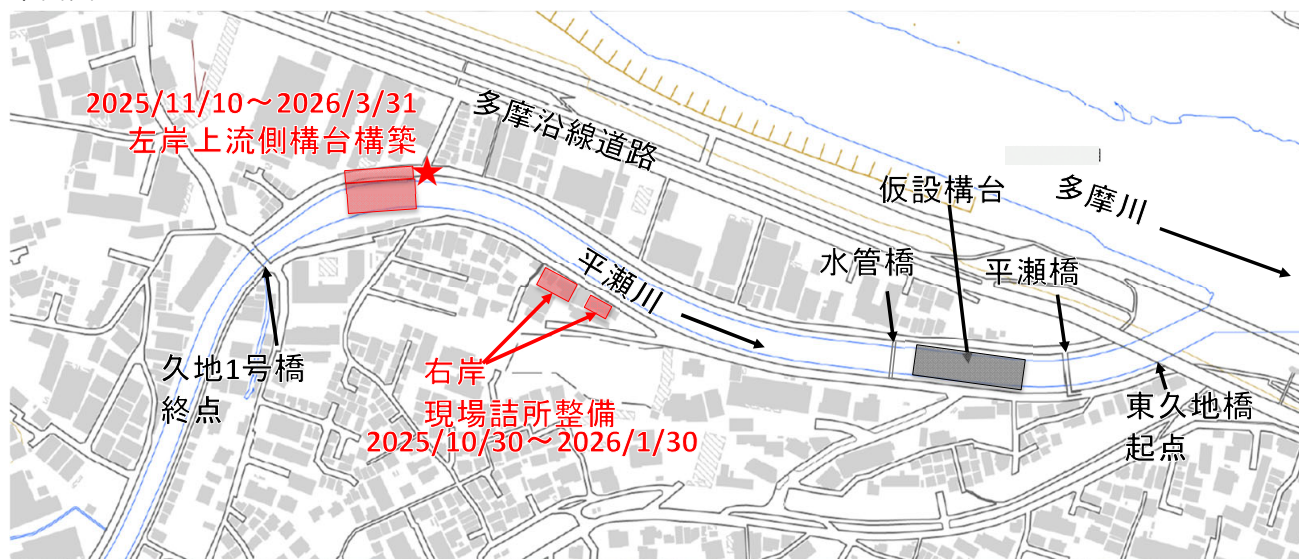 2025/11/10～2026/3/31
左岸上流側構台構築
多摩沿線道路
仮設構台
多摩川
水管橋
平瀬橋
平瀬川
久地1号橋
終点
右岸
現場詰所整備
2025/10/30～2026/1/30
東久地橋
起点